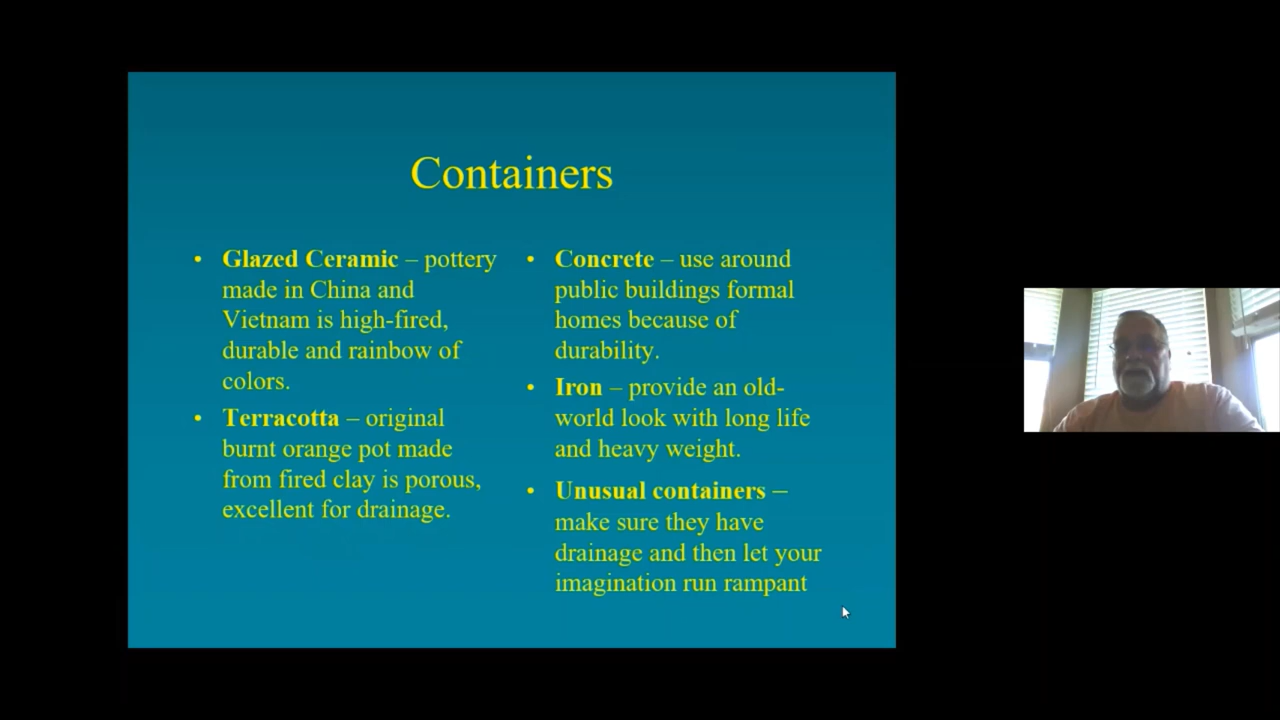 Containers
• Glazed Ceramic – pottery
made in China and
Vietnam is high-fired,
durable and rainbow of
colors.
• Terracotta – original
burnt orange pot made
from fired clay is porous,
excellent for drainage.
• Concrete – use around
public buildings formal
homes because of
durability.
• Iron – provide an old-
world look with long life
and heavy weight.
• Unusual containers –
make sure they have
drainage and then let your
imagination run rampant